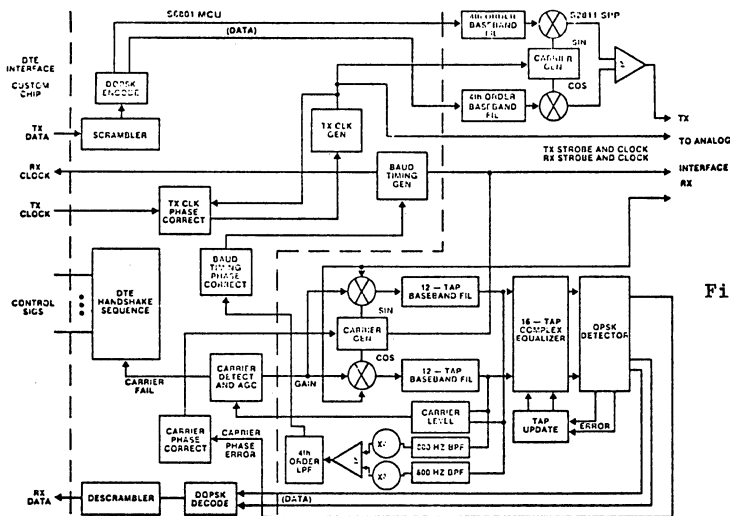 S6801 MCU
4th ORDER
BASEBAND
FIL
S2811 SPP
(DATA)
SIN
DTE
INTERFACE
CUSTOM
CHIP
DQPSK
ENCODE
CARRIER
GEN
COS
4th ORDER
BASEBAND
FIL
Σ
TX
DATA
SCRAMBLER
TX CLK
GEN
TX
TO ANALOG
TX STROBE AND CLOCK
RX STROBE AND CLOCK
RX
CLOCK
BAUD
TIMING
GEN
INTERFACE
RX
TX
CLOCK
TX CLK
PHASE
CORRECT
BAUD
TIMING PHASE
CORRECT
CONTROL
SIGS
DTE
HANDSHAKE
SEQUENCE
12 – TAP
BASEBAND FIL
SIN
CARRIER
GEN
COS
16 – TAP
COMPLEX
EQUALIZER
QPSK
DETECTOR
Fi
CARRIER
FAIL
CARRIER
DETECT
AND AGC
GAIN
12 – TAP
BASEBAND FIL
CARRIER
LEVEL
TAP
UPDATE
ERROR
CARRIER
PHASE
CORRECT
CARRIER
PHASE
ERROR
4th
ORDER
LPF
Σ
600 HZ BPF
600 HZ BPF
RX
DATA
DESCRAMBLER
DQPSK
DECODE
(DATA)